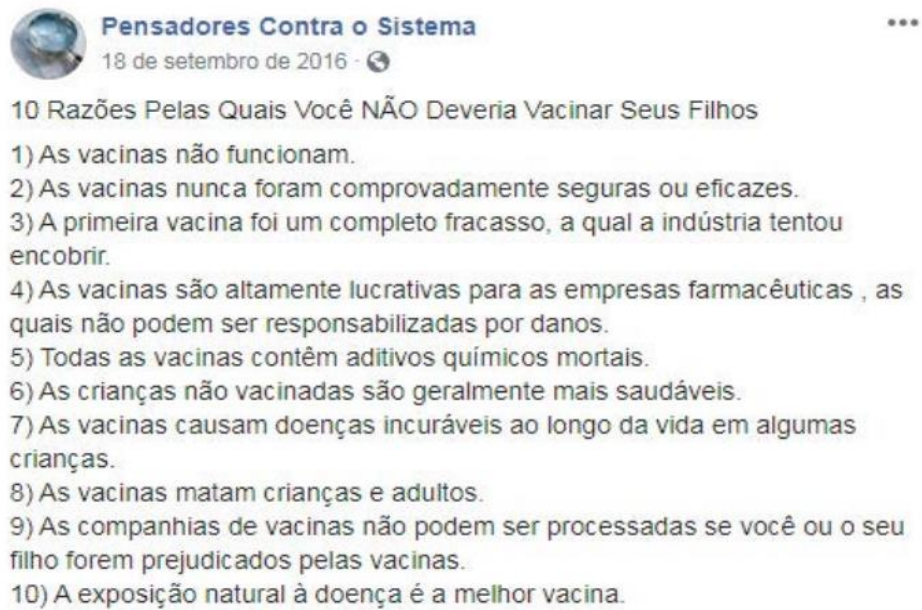 Pensadores Contra o Sistema
18 de setembro de 2016 ·
10 Razões Pelas Quais Você NÃO Deveria Vacinar Seus Filhos
1) As vacinas não funcionam.
2) As vacinas nunca foram comprovadamente seguras ou eficazes.
3) A primeira vacina foi um completo fracasso, a qual a indústria tentou
encobrir.
4) As vacinas são altamente lucrativas para as empresas farmacêuticas , as
quais não podem ser responsabilizadas por danos.
5) Todas as vacinas contêm aditivos químicos mortais.
6) As crianças não vacinadas são geralmente mais saudáveis.
7) As vacinas causam doenças incuráveis ao longo da vida em algumas
crianças.
8) As vacinas matam crianças e adultos.
9) As companhias de vacinas não podem ser processadas se você ou o seu
filho forem prejudicados pelas vacinas.
10) A exposição natural à doença é a melhor vacina.